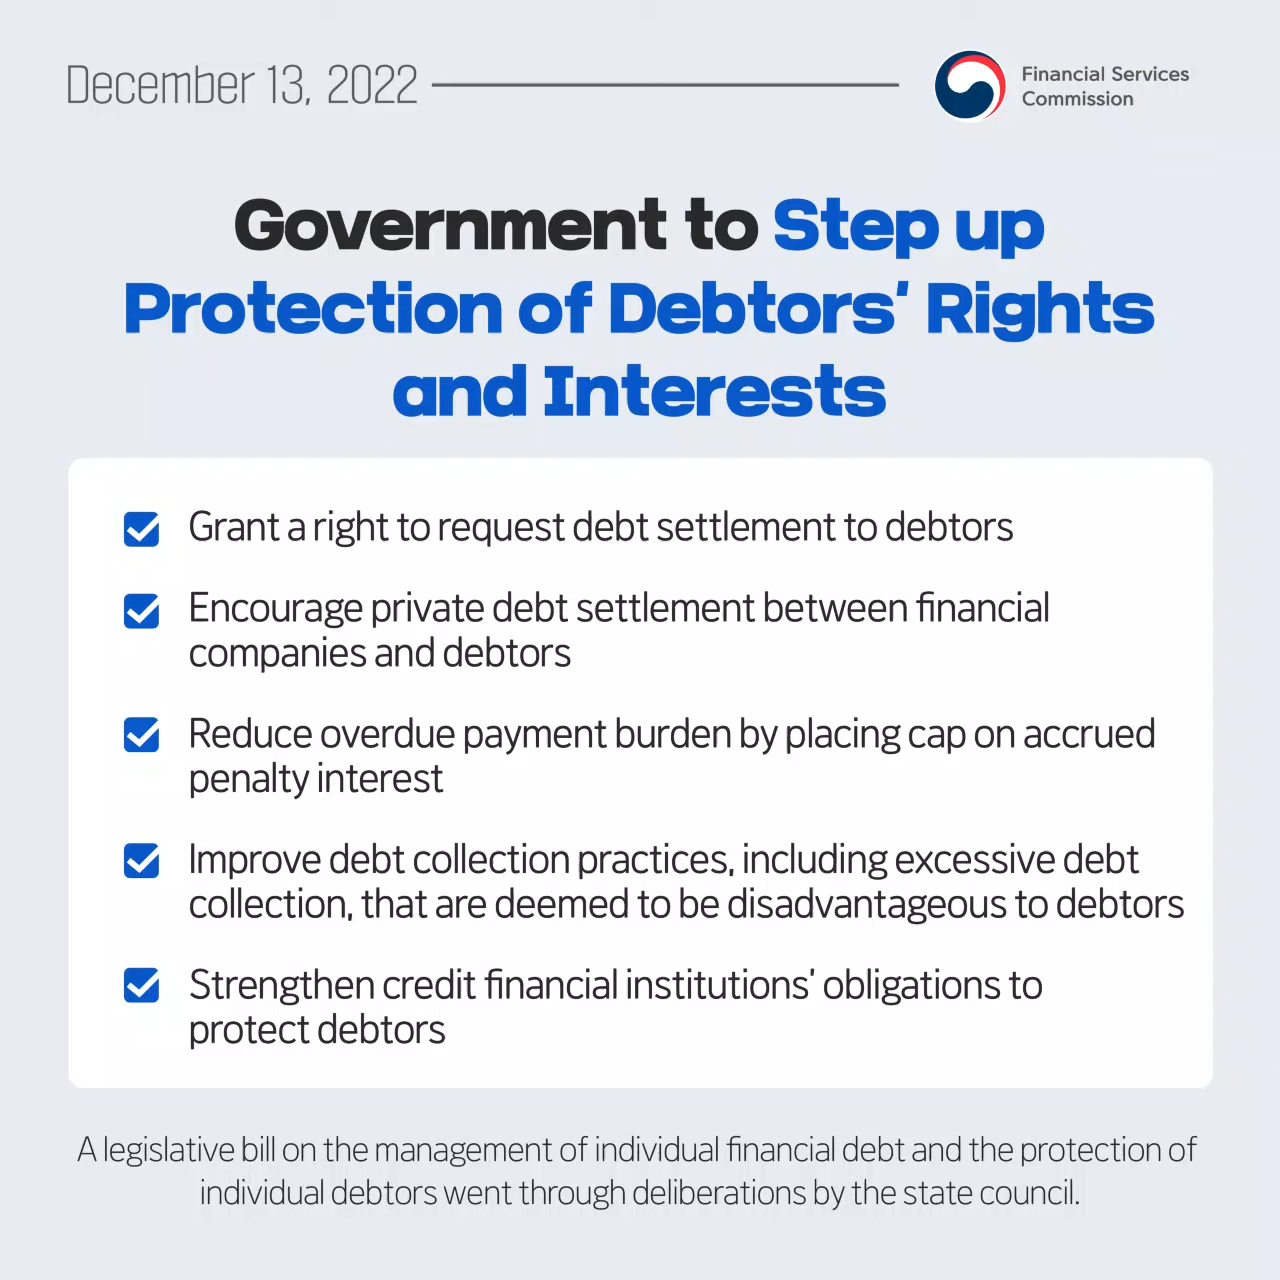 December 13, 2022
Financial Services
Commission
Government to Step up
Protection of Debtors' Rights
and Interests
Grant a right to request debt settlement to debtors
Encourage private debt settlement between financial
companies and debtors
Reduce overdue payment burden by placing cap on accrued
penalty interest
Improve debt collection practices, including excessive debt
collection, that are deemed to be disadvantageous to debtors
Strengthen credit financial institutions' obligations to
protect debtors
A legislative bill on the management of individual financial debt and the protection of
individual debtors went through deliberations by the state council.